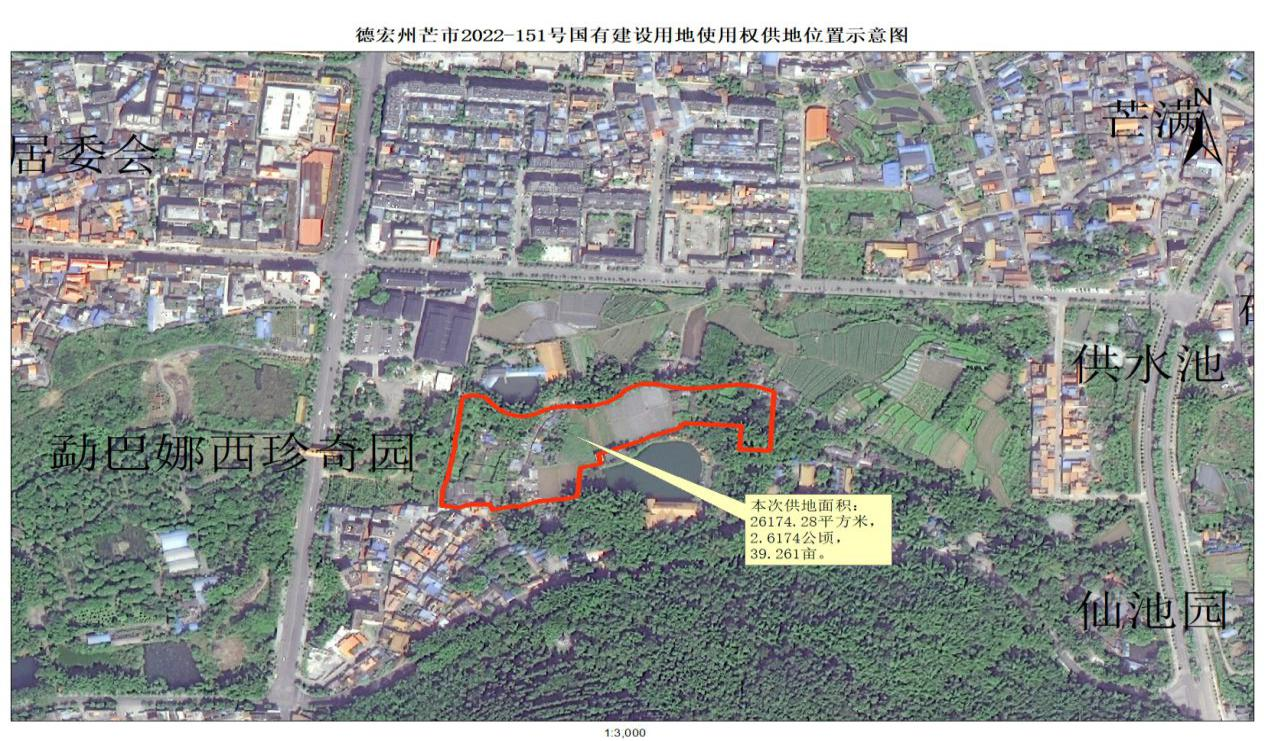 德宏州芒市2022-151号国有建设用地使用权供地位置示意图
N
芒满
居委会
供水池
勐巴娜西珍奇园
本次供地面积：
26174.28平方米，
2.6174公顷，
39.261亩。
仙池园
1:3,000